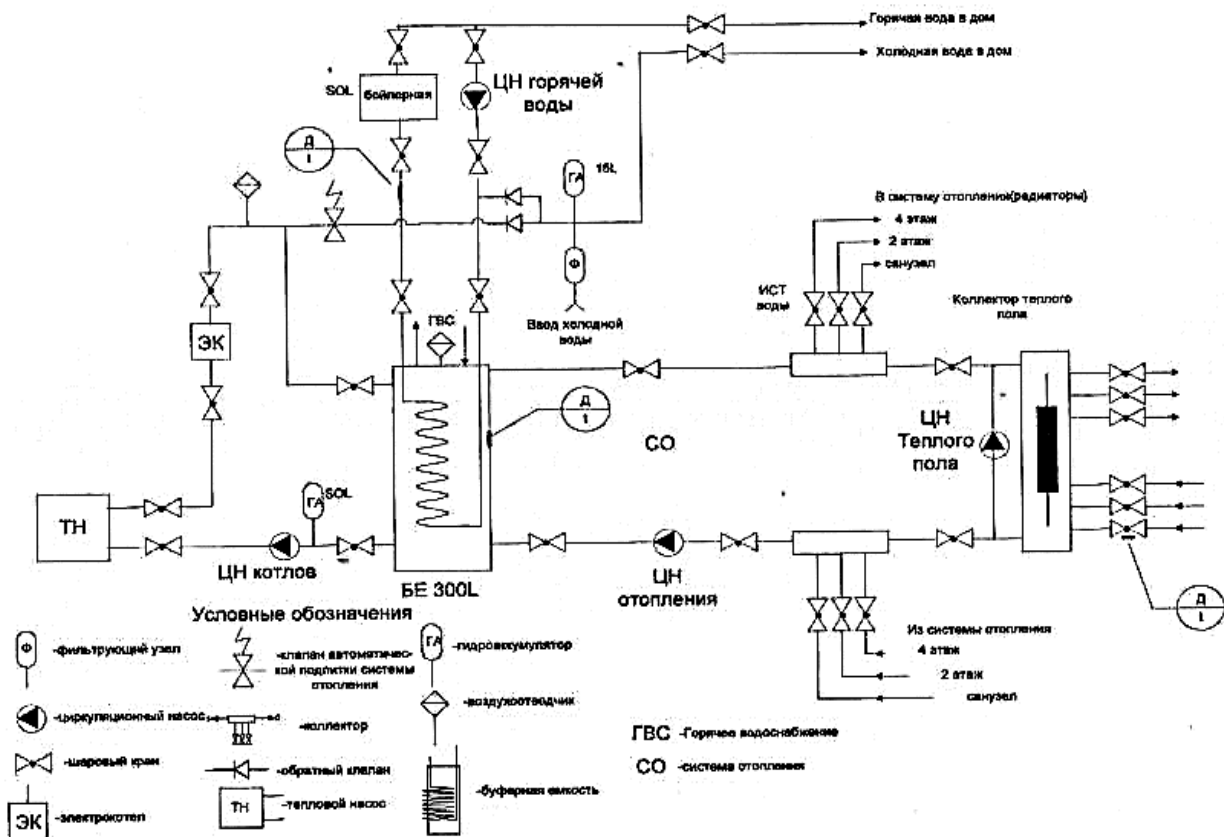 Горячая вода в дом
Холодная вода в дом
SOL
бойлерная
ЦН горячей
воды
Д
t
ГА
15L
Ф
Ввод холодной
воды
В систему отопления(радиаторы)
4 этаж
2 этаж
санузел
ИСТ
воды
Коллектор теплого
пола
ЭК
ГВС
Д
t
СО
ЦН
Теплого
пола
ТН
ГА
SOL
ЦН котлов
БЕ 300L
ЦН
отопления
Д
t
Из системы отопления
4 этаж
2 этаж
санузел
Условные обозначения
Ф
-фильтрующий узел
-клапан автоматичес-
кой подпитки системы
отопления
ГА
-гидроаккумулятор
-циркуляционный насос
-коллектор
-воздухоотводчик
-шаровый кран
-обратный клапан
ЭК
-электрокотел
ТН
-тепловой насос
-буферная емкость
ГВС -Горячее водоснабжение
СО -система отопления